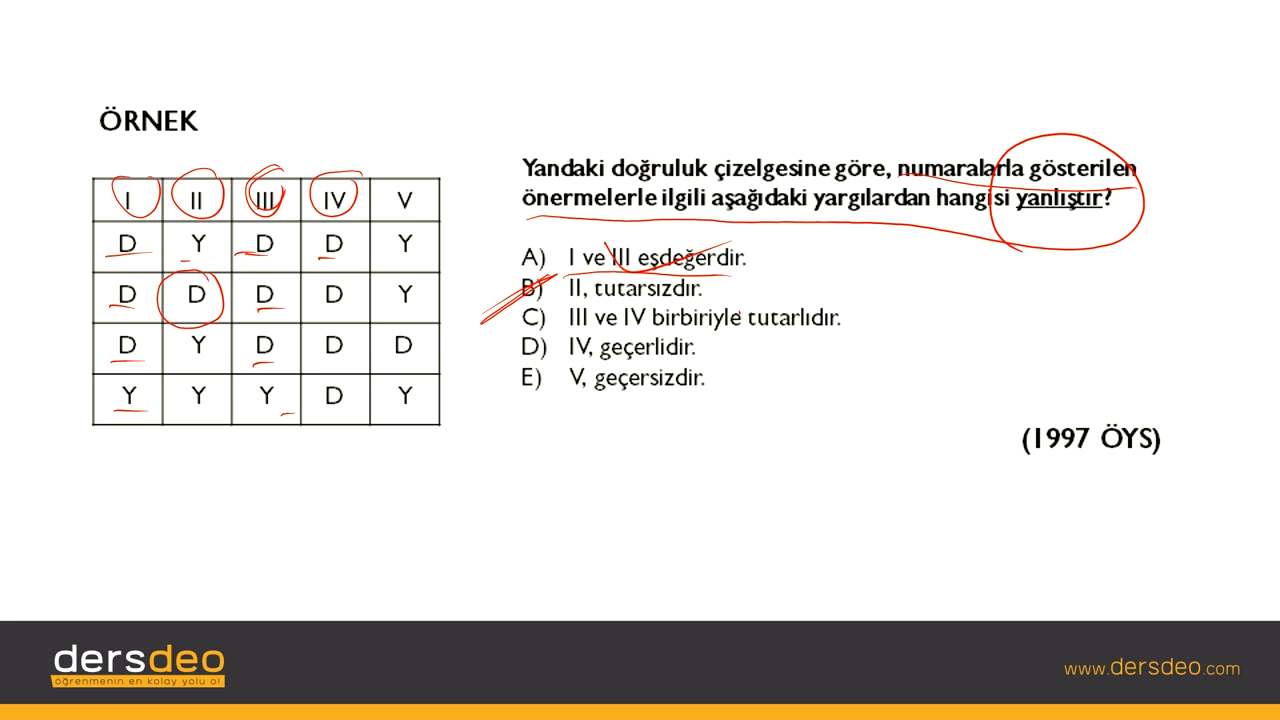 ÖRNEK
I II III IV V
D Y D D Y
D D D D Y
D Y D D D
Y Y Y D Y
Yandaki doğruluk çizelgesine göre, numaralarla gösterilen
önermelerle ilgili aşağıdaki yargılardan hangisi yanlıştır?
A) I ve III eşdeğerdir.
B) II, tutarsızdır.
C) III ve IV birbiriyle tutarlıdır.
D) IV, geçerlidir.
E) V, geçersizdir.
(1997 ÖYS)
dersdeo
öğrenmenin en kolay yolu o!
www.dersdeo.com